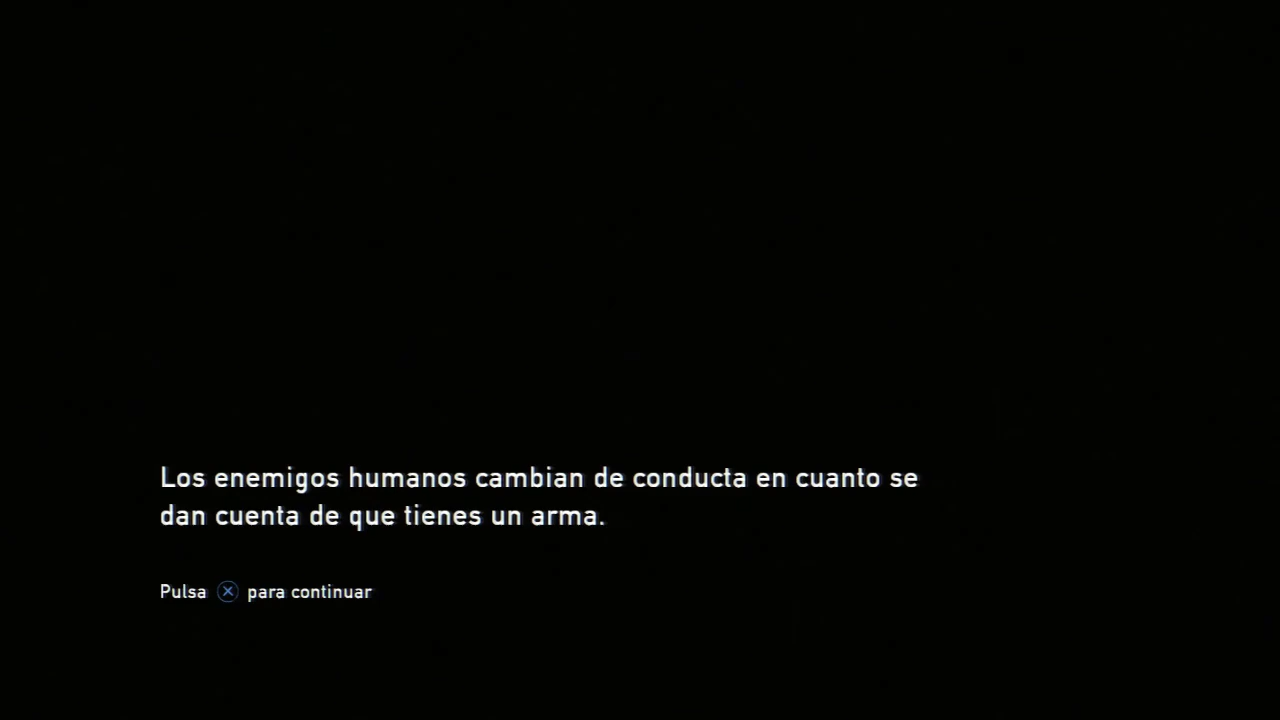 Los enemigos humanos cambian de conducta en cuanto se
dan cuenta de que tienes un arma.
Pulsa ⓧ para continuar